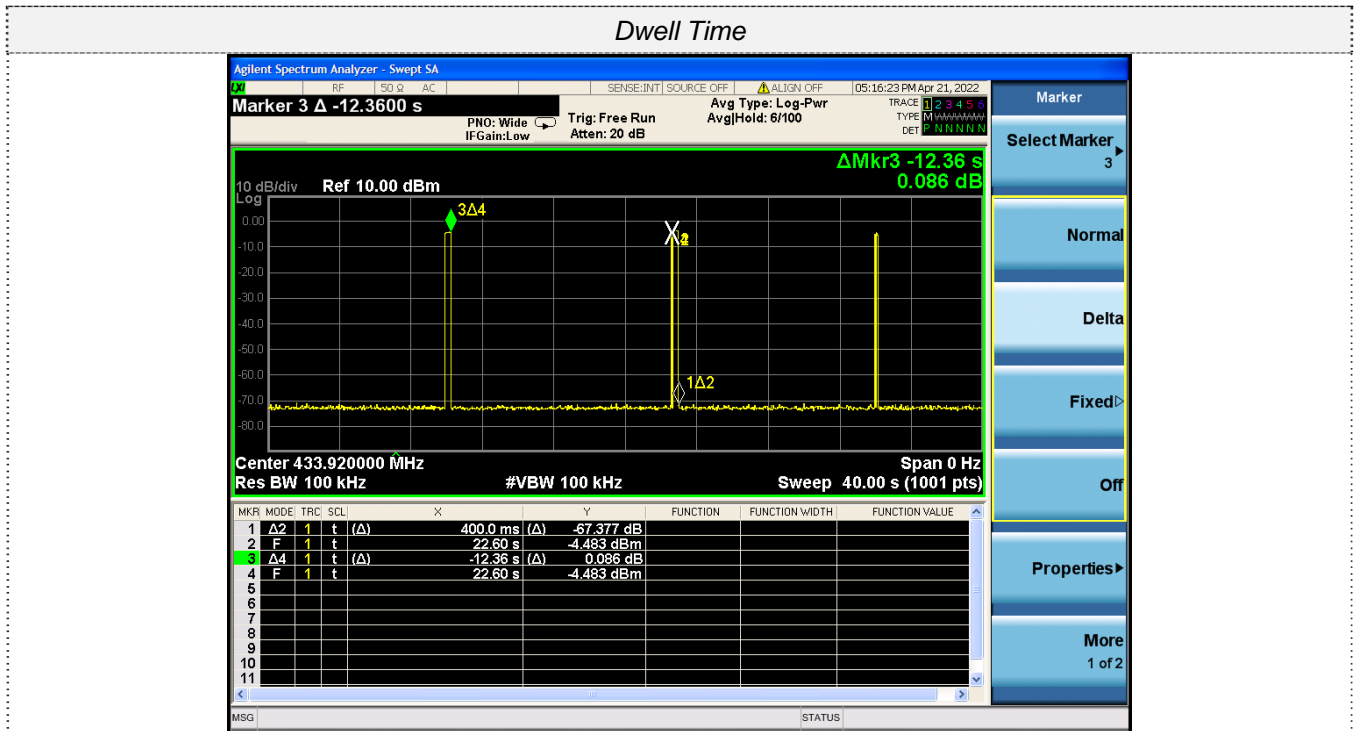 Dwell Time
Agilent Spectrum Analyzer - Swept SA
LXI RF 50 Ω AC SENSE:INT SOURCE OFF ALIGN OFF 05:16:23 PM Apr 21, 2022
Marker 3 Δ -12.3600 s
PNO: Wide
IFGain:Low
Trig: Free Run
Atten: 20 dB
Avg Type: Log-Pwr
Avg|Hold: 6/100
TRACE 1 2 3 4 5 6
TYPE M WWWWW
DET P N N N N N
ΔMkr3 -12.36 s
0.086 dB
10 dB/div Ref 10.00 dBm
Log
3Δ4
0.00
-10.0
-20.0
-30.0
-40.0
-50.0
-60.0
1Δ2
-70.0
-80.0
Center 433.920000 MHz Span 0 Hz
Res BW 100 kHz #VBW 100 kHz Sweep 40.00 s (1001 pts)
MKR MODE TRC SCL X Y FUNCTION FUNCTION WIDTH FUNCTION VALUE
1 Δ2 1 t (Δ) 400.0 ms (Δ) -67.377 dB
2 F 1 t 22.60 s -4.483 dBm
3 Δ4 1 t (Δ) -12.36 s (Δ) 0.086 dB
4 F 1 t 22.60 s -4.483 dBm
5
6
7
8
9
10
11
MSG STATUS
Marker
Select Marker
3
Normal
Delta
Fixed
Off
Properties
More
1 of 2